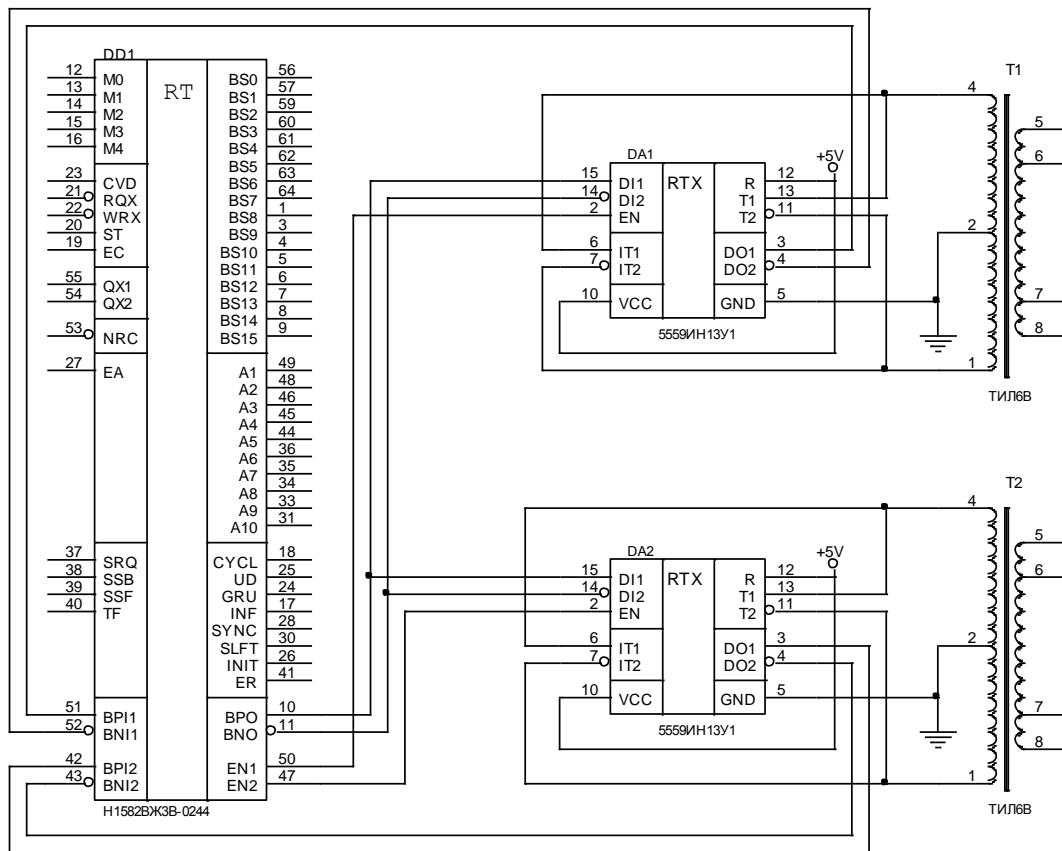 DD1
RT
12 M0 BS0 56
13 M1 BS1 57
14 M2 BS2 59
15 M3 BS3 60
16 M4 BS4 61
BS5 62
23 CVD BS6 63
21 RQX BS7 64
22 WRX BS8 1
20 ST BS9 3
19 EC BS10 4
BS11 5
55 QX1 BS12 6
54 QX2 BS13 7
BS14 8
53 NRC BS15 9
27 EA A1 49
A2 48
A3 46
A4 45
A5 44
A6 36
A7 35
A8 34
A9 33
A10 31
37 SRQ CYCL 18
38 SSB UD 25
39 SSF GRU 24
40 TF INF 17
SYNC 28
SLFT 30
INIT 26
ER 41
51 BPI1 BPO 10
52 BNI1 BNO 11
42 BPI2 EN1 50
43 BNI2 EN2 47
Н1582ВЖ3В-0244
DA1
+5V
RTX
15 DI1 R 12
14 DI2 T1 13
2 EN T2 11
6 IT1 DO1 3
7 IT2 DO2 4
10 VCC GND 5
5559ИН13У1
T1
4
5
6
2
7
8
1
ТИЛ6В
DA2
+5V
RTX
15 DI1 R 12
14 DI2 T1 13
2 EN T2 11
6 IT1 DO1 3
7 IT2 DO2 4
10 VCC GND 5
5559ИН13У1
T2
4
5
6
2
7
8
1
ТИЛ6В